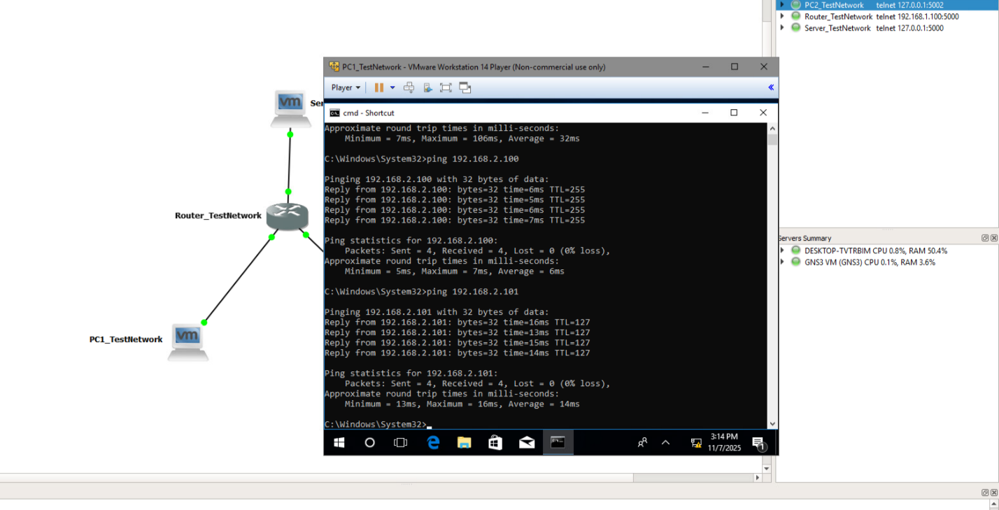 PC2_TestNetwork telnet 127.0.0.1:5002
Router_TestNetwork telnet 192.168.1.100:5000
Server_TestNetwork telnet 127.0.0.1:5000
PC1_TestNetwork - VMware Workstation 14 Player (Non-commercial use only)
Player
vm
Ser
cmd - Shortcut
Approximate round trip times in milli-seconds:
    Minimum = 7ms, Maximum = 106ms, Average = 32ms
C:\Windows\System32>ping 192.168.2.100
Pinging 192.168.2.100 with 32 bytes of data:
Reply from 192.168.2.100: bytes=32 time=6ms TTL=255
Reply from 192.168.2.100: bytes=32 time=5ms TTL=255
Reply from 192.168.2.100: bytes=32 time=6ms TTL=255
Reply from 192.168.2.100: bytes=32 time=7ms TTL=255
Ping statistics for 192.168.2.100:
    Packets: Sent = 4, Received = 4, Lost = 0 (0% loss),
Approximate round trip times in milli-seconds:
    Minimum = 5ms, Maximum = 7ms, Average = 6ms
C:\Windows\System32>ping 192.168.2.101
Pinging 192.168.2.101 with 32 bytes of data:
Reply from 192.168.2.101: bytes=32 time=16ms TTL=127
Reply from 192.168.2.101: bytes=32 time=13ms TTL=127
Reply from 192.168.2.101: bytes=32 time=15ms TTL=127
Reply from 192.168.2.101: bytes=32 time=14ms TTL=127
Ping statistics for 192.168.2.101:
    Packets: Sent = 4, Received = 4, Lost = 0 (0% loss),
Approximate round trip times in milli-seconds:
    Minimum = 13ms, Maximum = 16ms, Average = 14ms
C:\Windows\System32>
Router_TestNetwork
PC1_TestNetwork
vm
Servers Summary
DESKTOP-TVTRBIM CPU 0.8%, RAM 50.4%
GNS3 VM (GNS3) CPU 0.1%, RAM 3.6%
3:14 PM
11/7/2025
1